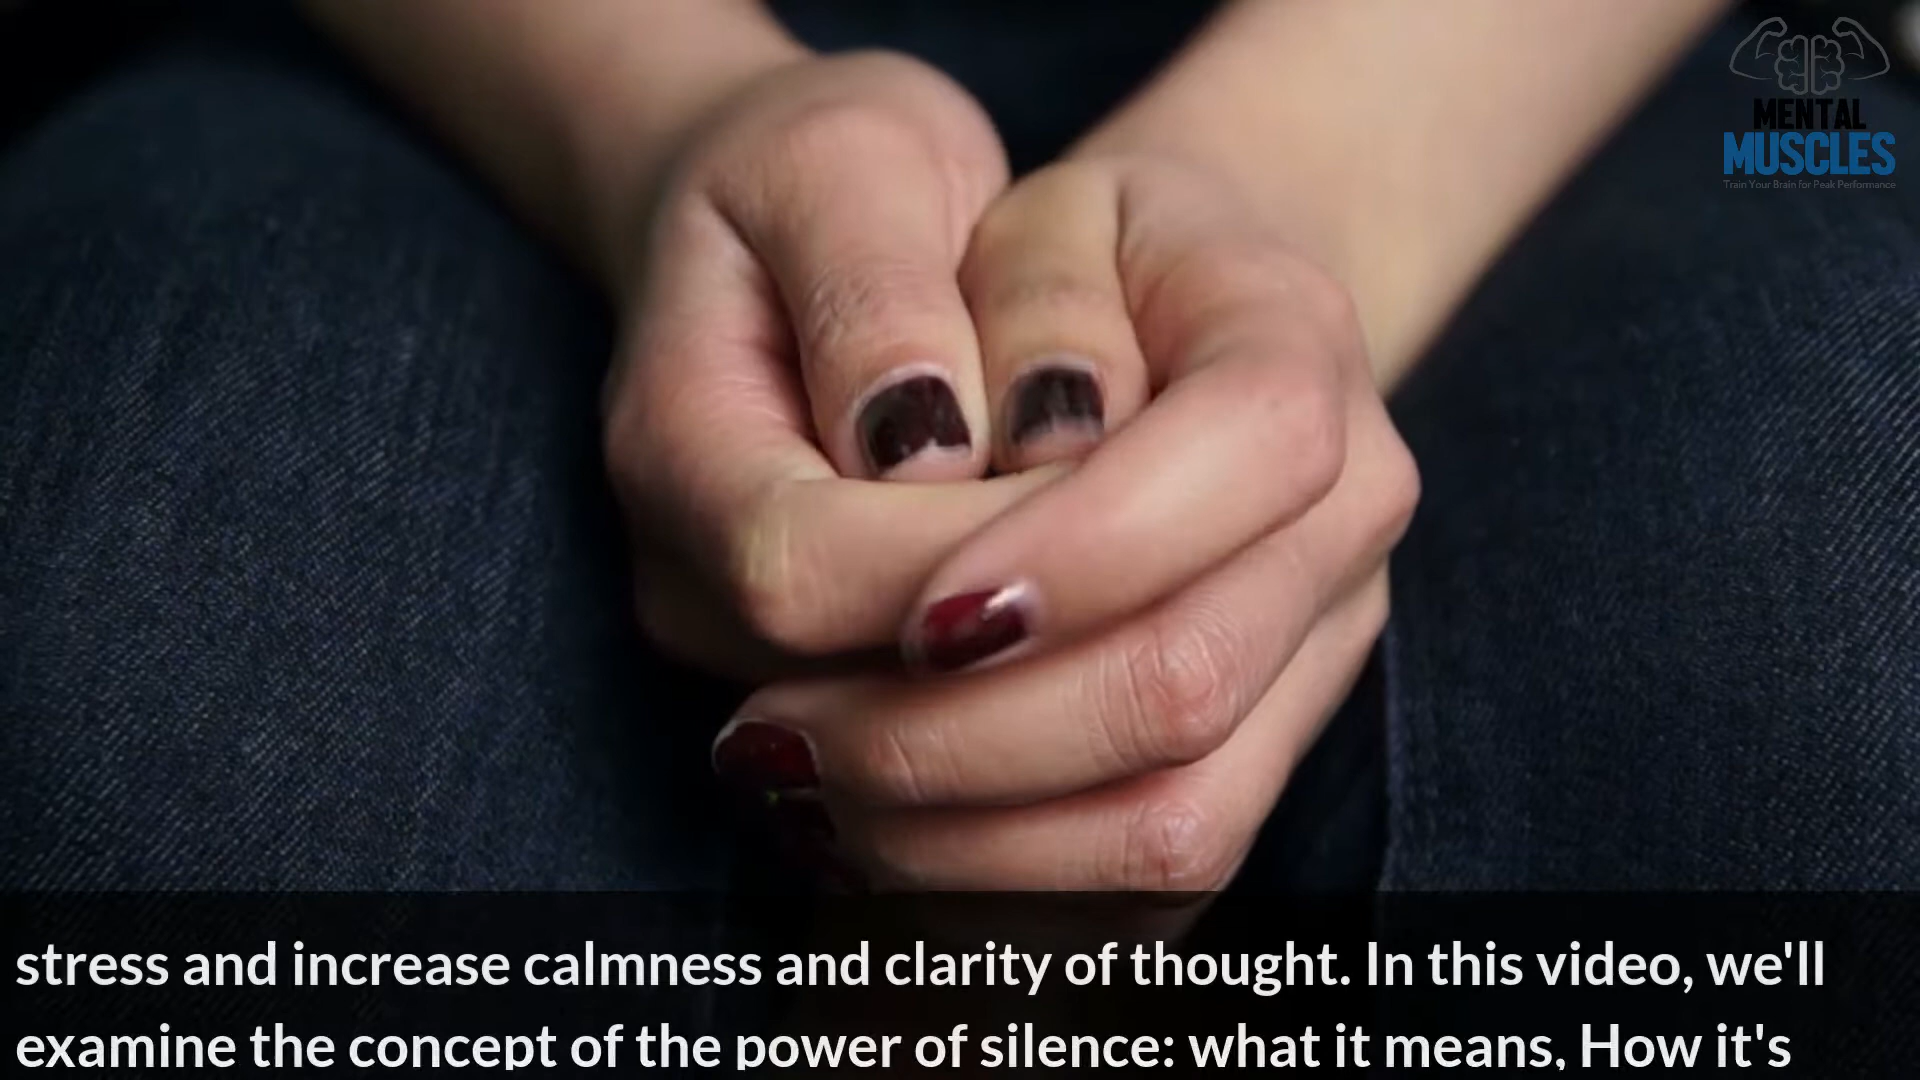 MENTAL
MUSCLES
Train Your Brain for Peak Performance
stress and increase calmness and clarity of thought. In this video, we'll
examine the concept of the power of silence: what it means, How it's